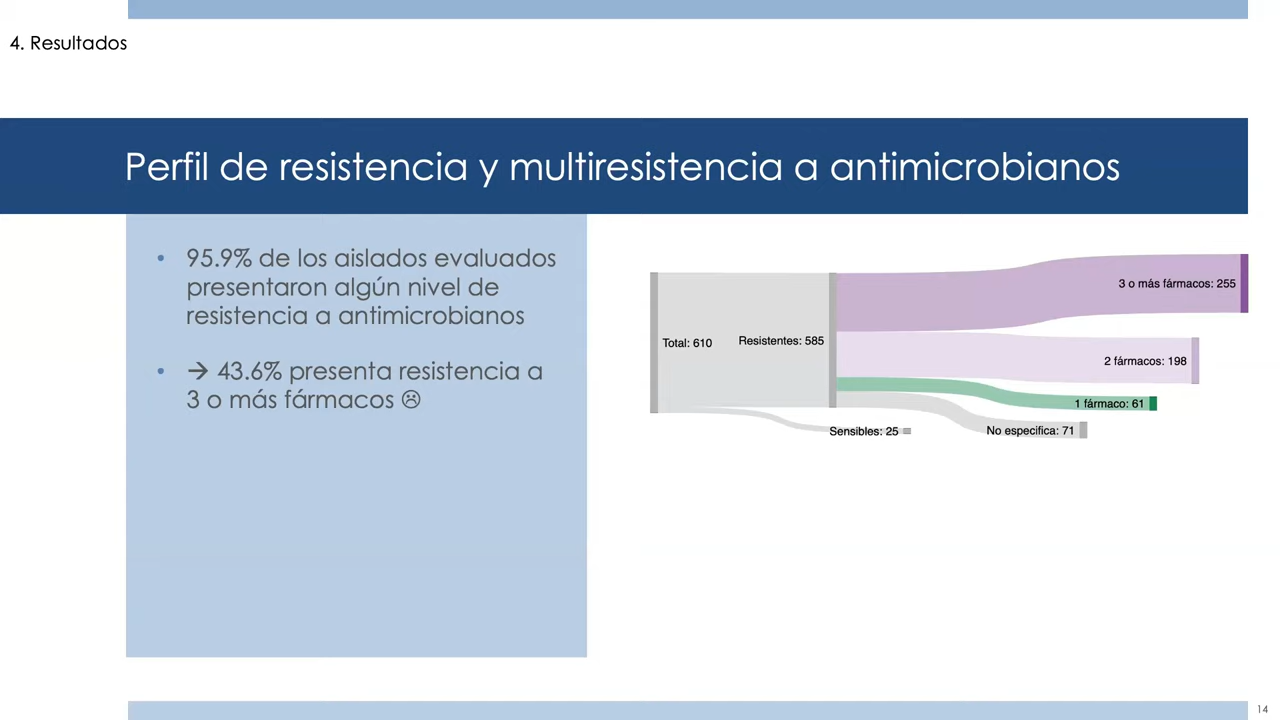 4. Resultados
Perfil de resistencia y multiresistencia a antimicrobianos
• 95.9% de los aislados evaluados
presentaron algún nivel de
resistencia a antimicrobianos
• → 43.6% presenta resistencia a
3 o más fármacos ☹
Total: 610
Resistentes: 585
3 o más fármacos: 255
2 fármacos: 198
1 fármaco: 61
No especifica: 71
Sensibles: 25
14